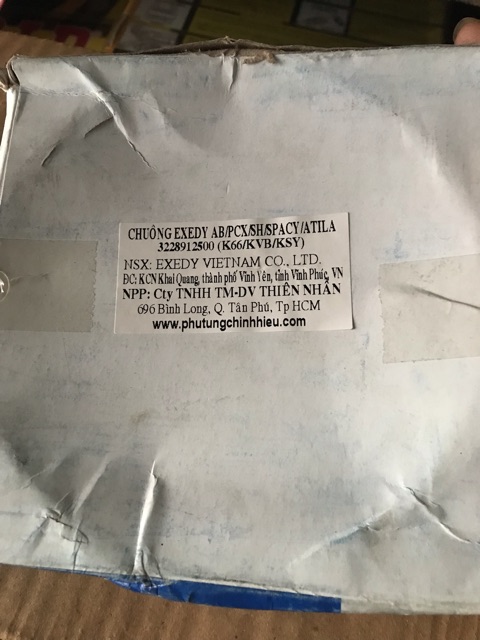 CHUÔNG EXEDY AB/PCX/SH/SPACY/ATILA
3228912500 (K66/KVB/KSY)
NSX: EXEDY VIETNAM CO., LTD.
ĐC: KCN Khai Quang, thành phố Vĩnh Yên, tỉnh Vĩnh Phúc, VN
NPP: Cty TNHH TM-DV THIÊN NHÂN
696 Bình Long, Q. Tân Phú, Tp HCM
www.phutungchinhhieu.com